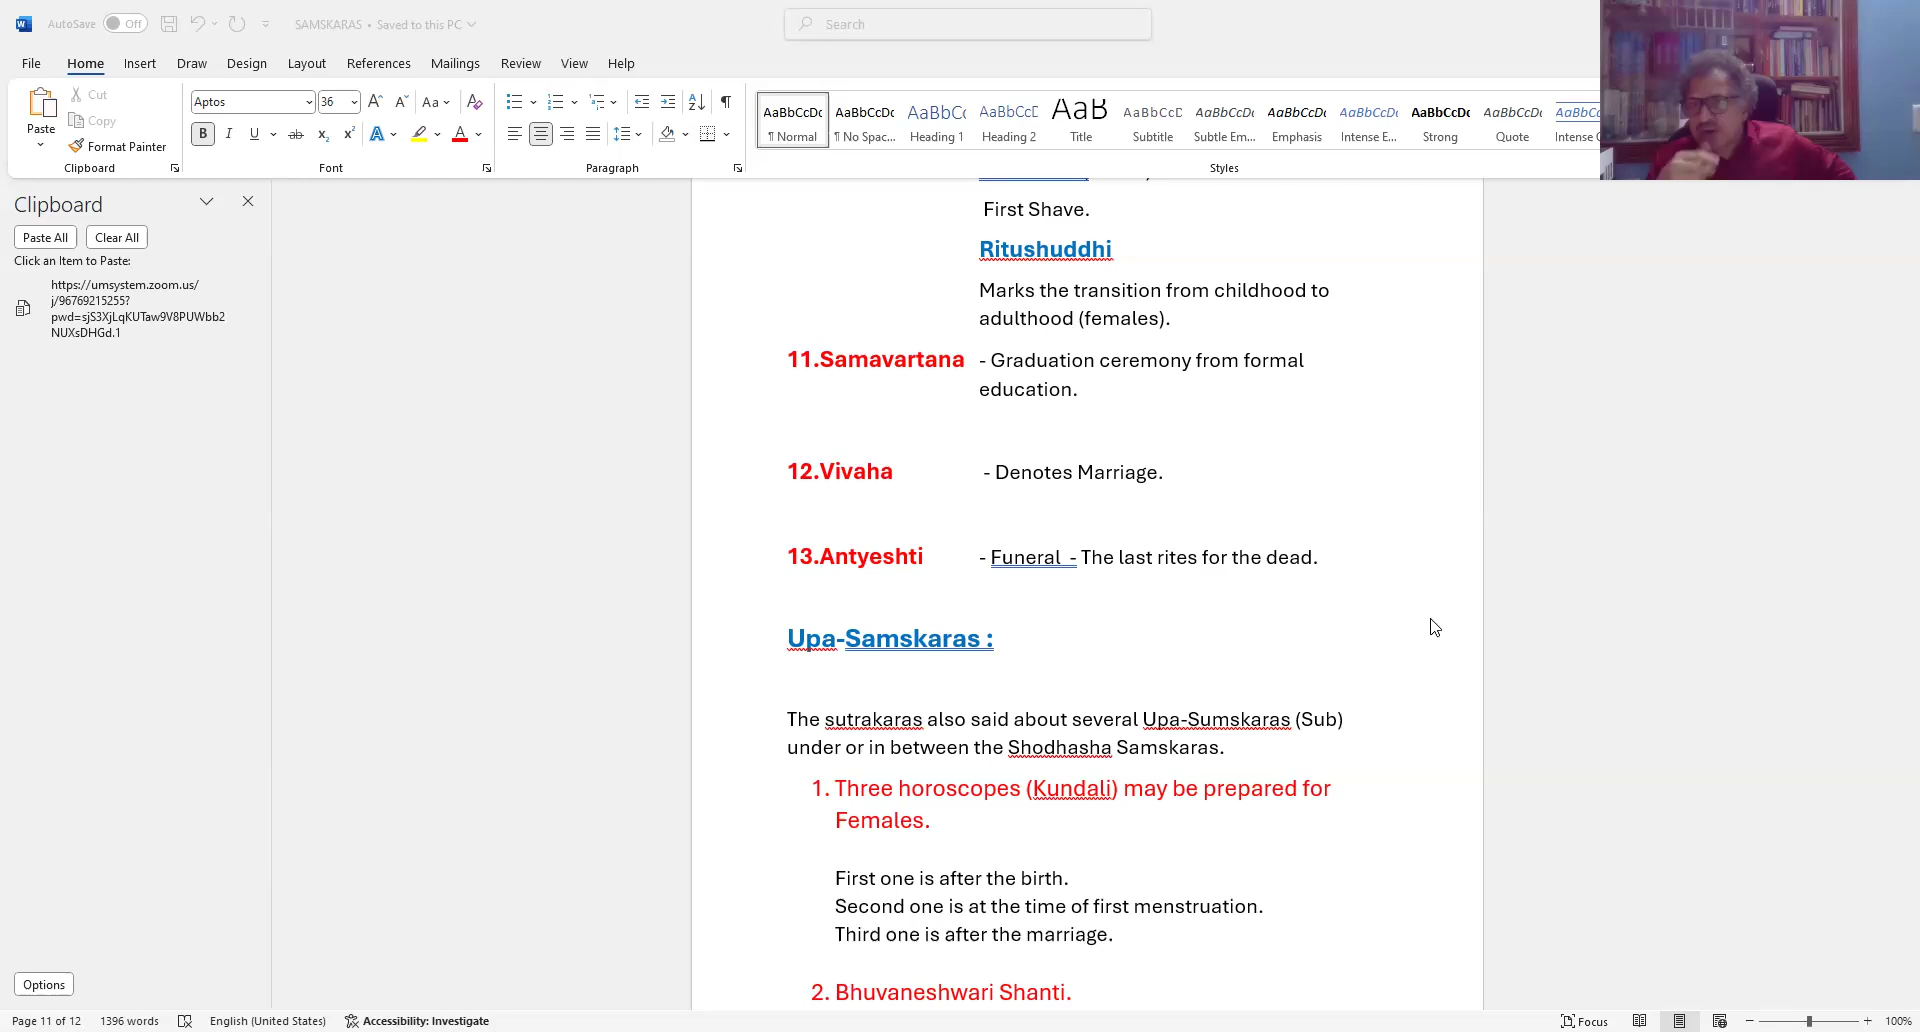 AutoSave Off SAMSKARAS • Saved to this PC Search
File Home Insert Draw Design Layout References Mailings Review View Help
Paste Cut Copy Format Painter
Clipboard
Aptos 36
Font
Paragraph
AaBbCcDc AaBbCcDc AaBbCc AaBbCcD AaB AaBbCcD AaBbCcDc AaBbCcDc AaBbCcDc AaBbCcDc AaBbCcDc AaBbCcDc
¶ Normal ¶ No Spac... Heading 1 Heading 2 Title Subtitle Subtle Em... Emphasis Intense E... Strong Quote Intense
Styles
Clipboard
Paste All Clear All
Click an Item to Paste:
https://umsystem.zoom.us/
j/96769215255?
pwd=sjS3XjLqKUTaw9V8PUWbb2
NUXsDHGd.1
Options
First Shave.
Ritushuddhi
Marks the transition from childhood to
adulthood (females).
11.Samavartana - Graduation ceremony from formal
education.
12.Vivaha - Denotes Marriage.
13.Antyeshti - Funeral - The last rites for the dead.
Upa-Samskaras :
The sutrakaras also said about several Upa-Sumskaras (Sub)
under or in between the Shodhasha Samskaras.
1. Three horoscopes (Kundali) may be prepared for
Females.
First one is after the birth.
Second one is at the time of first menstruation.
Third one is after the marriage.
2. Bhuvaneshwari Shanti.
Page 11 of 12 1396 words English (United States) Accessibility: Investigate Focus 100%